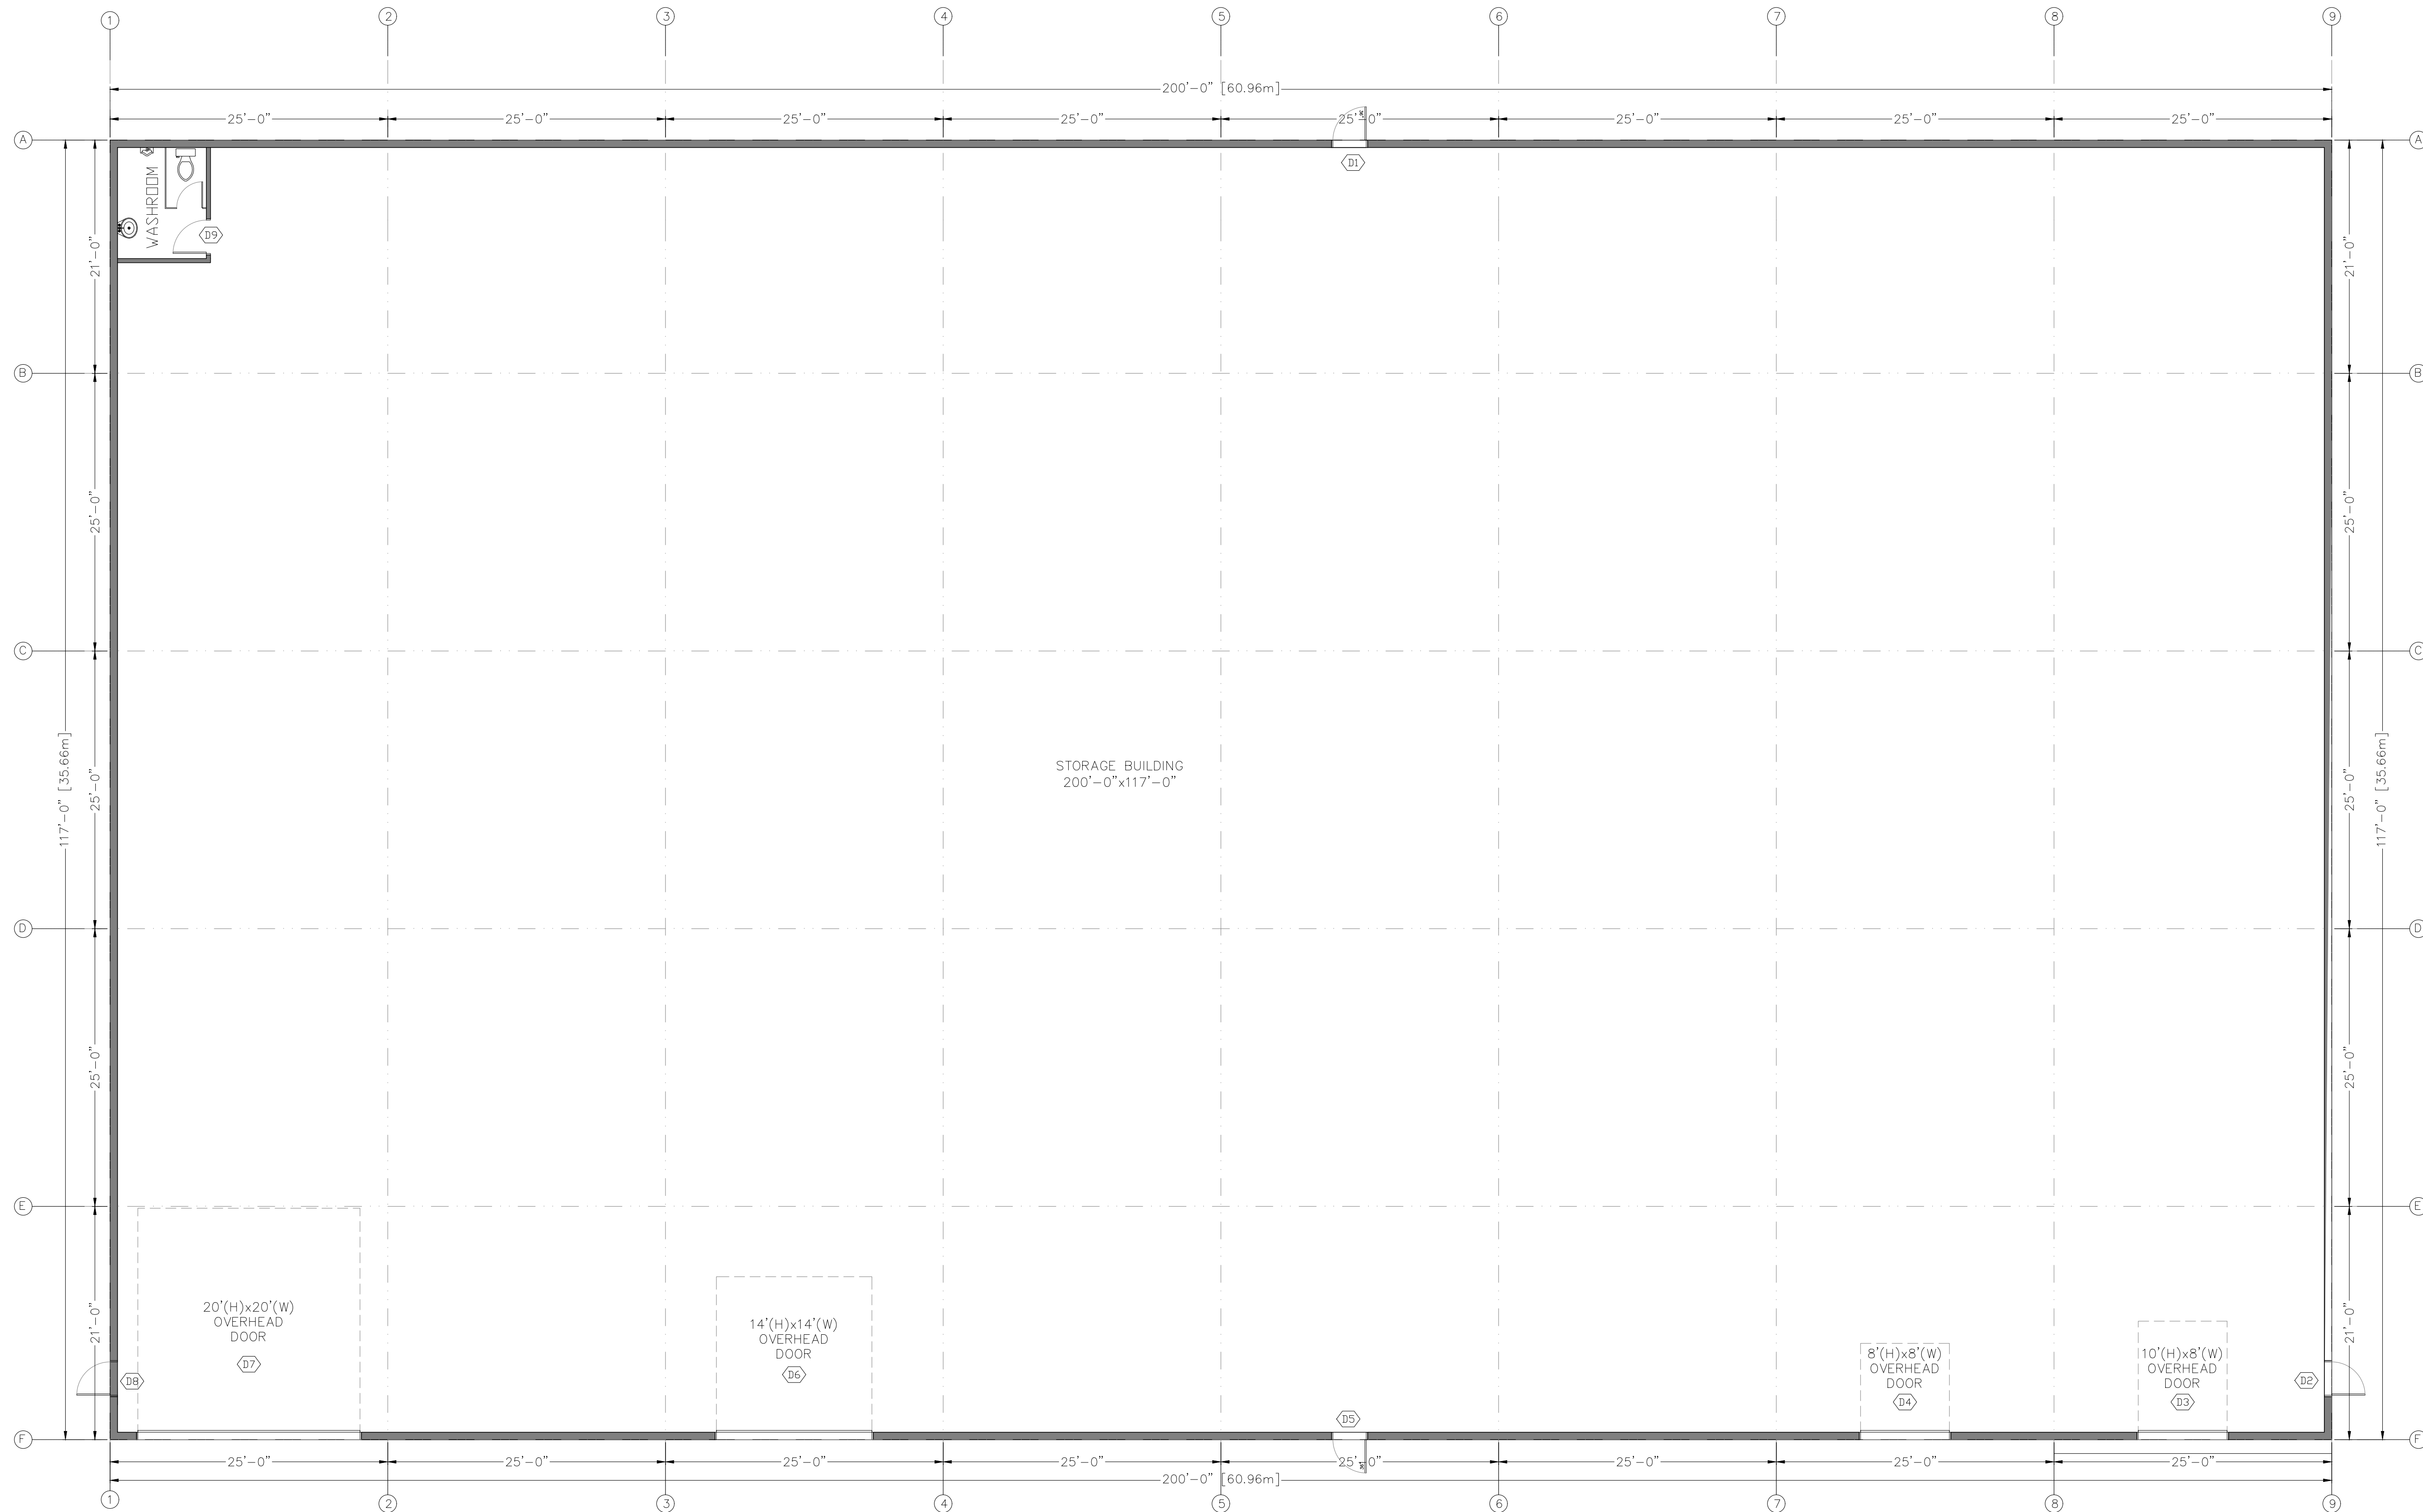 1 2 3 4 5 6 7 8 9
200'-0" [60.96m]
25'-0" 25'-0" 25'-0" 25'-0" 25'-0" 25'-0" 25'-0" 25'-0"
A A
D1
WASHROOM
D9
21'-0" 21'-0"
B B
25'-0" 25'-0"
C C
117'-0" [35.66m]
25'-0"
STORAGE BUILDING
200'-0"x117'-0"
25'-0"
117'-0" [35.66m]
D D
25'-0" 25'-0"
E E
21'-0" 21'-0"
20'(H)x20'(W)
OVERHEAD
DOOR
D7
14'(H)x14'(W)
OVERHEAD
DOOR
D6
8'(H)x8'(W)
OVERHEAD
DOOR
D4
10'(H)x8'(W)
OVERHEAD
DOOR
D3
D8
D2
D5
F F
25'-0" 25'-0" 25'-0" 25'-0" 25'-0" 25'-0" 25'-0" 25'-0"
200'-0" [60.96m]
1 2 3 4 5 6 7 8 9